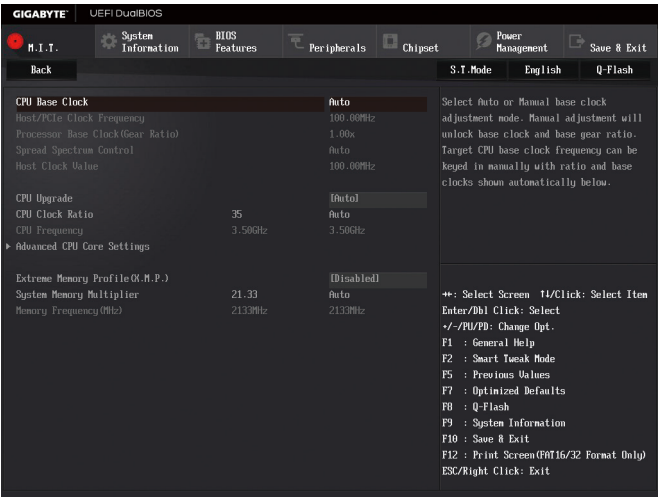 GIGABYTE™ UEFI DualBIOS
M.I.T. System Information BIOS Features Peripherals Chipset Power Management Save & Exit
Back S.T.Mode English Q-Flash
CPU Base Clock Auto
Host/PCIe Clock Frequency 100.00MHz
Processor Base Clock(Gear Ratio) 1.00x
Spread Spectrum Control Auto
Host Clock Value 100.00MHz
CPU Upgrade [Auto]
CPU Clock Ratio 35 Auto
CPU Frequency 3.50GHz 3.50GHz
Advanced CPU Core Settings
Extreme Memory Profile(X.M.P.) [Disabled]
System Memory Multiplier 21.33 Auto
Memory Frequency(MHz) 2133MHz 2133MHz
Select Auto or Manual base clock
adjustment mode. Manual adjustment will
unlock base clock and base gear ratio.
Target CPU base clock frequency can be
keyed in manually with ratio and base
clocks shown automatically below.
→←: Select Screen ↑↓/Click: Select Item
Enter/Dbl Click: Select
+/-/PU/PD: Change Opt.
F1 : General Help
F2 : Smart Tweak Mode
F5 : Previous Values
F7 : Optimized Defaults
F8 : Q-Flash
F9 : System Information
F10 : Save & Exit
F12 : Print Screen(FAT16/32 Format Only)
ESC/Right Click: Exit